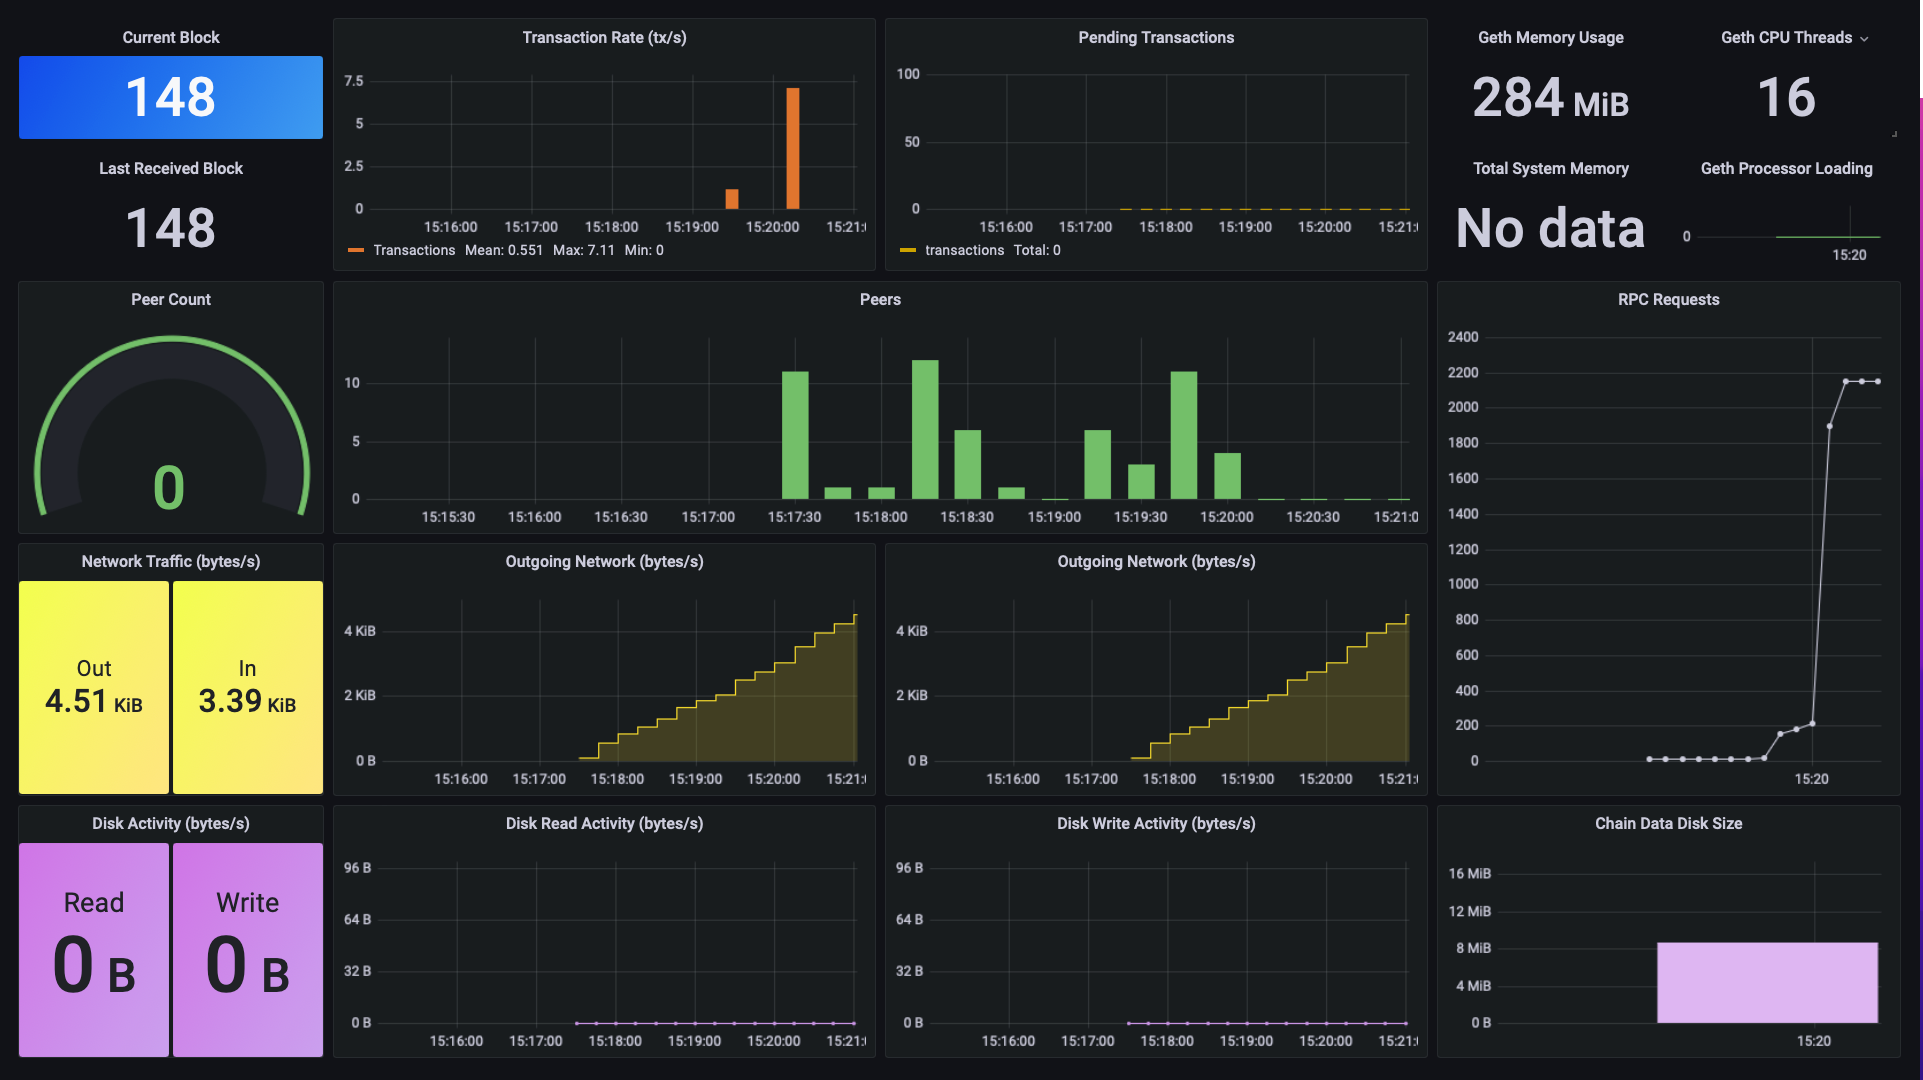 Current Block
148
Last Received Block
148
Transaction Rate (tx/s)
7.5
5
2.5
0
15:16:00 15:17:00 15:18:00 15:19:00 15:20:00 15:21:
Transactions Mean: 0.551 Max: 7.11 Min: 0
Pending Transactions
100
50
0
15:16:00 15:17:00 15:18:00 15:19:00 15:20:00 15:21:
transactions Total: 0
Geth Memory Usage
284 MiB
Geth CPU Threads
16
Total System Memory
No data
Geth Processor Loading
0
15:20
Peer Count
0
Peers
10
5
0
15:15:30 15:16:00 15:16:30 15:17:00 15:17:30 15:18:00 15:18:30 15:19:00 15:19:30 15:20:00 15:20:30 15:21:0
RPC Requests
2400
2200
2000
1800
1600
1400
1200
1000
800
600
400
200
0
15:20
Network Traffic (bytes/s)
Out
4.51 KiB
In
3.39 KiB
Outgoing Network (bytes/s)
4 KiB
2 KiB
0 B
15:16:00 15:17:00 15:18:00 15:19:00 15:20:00 15:21:
Outgoing Network (bytes/s)
4 KiB
2 KiB
0 B
15:16:00 15:17:00 15:18:00 15:19:00 15:20:00 15:21:
Disk Activity (bytes/s)
Read
0 B
Write
0 B
Disk Read Activity (bytes/s)
96 B
64 B
32 B
0 B
15:16:00 15:17:00 15:18:00 15:19:00 15:20:00 15:21:
Disk Write Activity (bytes/s)
96 B
64 B
32 B
0 B
15:16:00 15:17:00 15:18:00 15:19:00 15:20:00 15:21:
Chain Data Disk Size
16 MiB
12 MiB
8 MiB
4 MiB
0 B
15:20